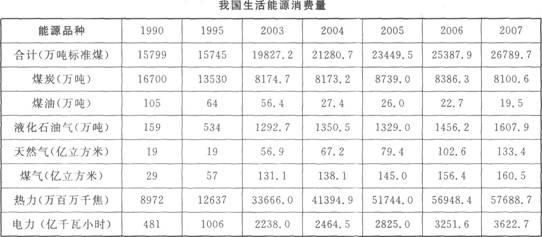 我国生活能源消费量
能源品种 1990 1995 2003 2004 2005 2006 2007
合计(万吨标准煤) 15799 15745 19827.2 21280.7 23449.5 25387.9 26789.7
煤炭(万吨) 16700 13530 8174.7 8173.2 8739.0 8386.3 8100.6
煤油(万吨) 105 64 56.4 27.4 26.0 22.7 19.5
液化石油气(万吨) 159 534 1292.7 1350.5 1329.0 1456.2 1607.9
天然气(亿立方米) 19 19 56.9 67.2 79.4 102.6 133.4
煤气(亿立方米) 29 57 131.1 138.1 145.0 156.4 160.5
热力(万百万千焦) 8972 12637 33666.0 41394.9 51744.0 56948.4 57688.7
电力(亿千瓦小时) 481 1006 2238.0 2464.5 2825.0 3251.6 3622.7